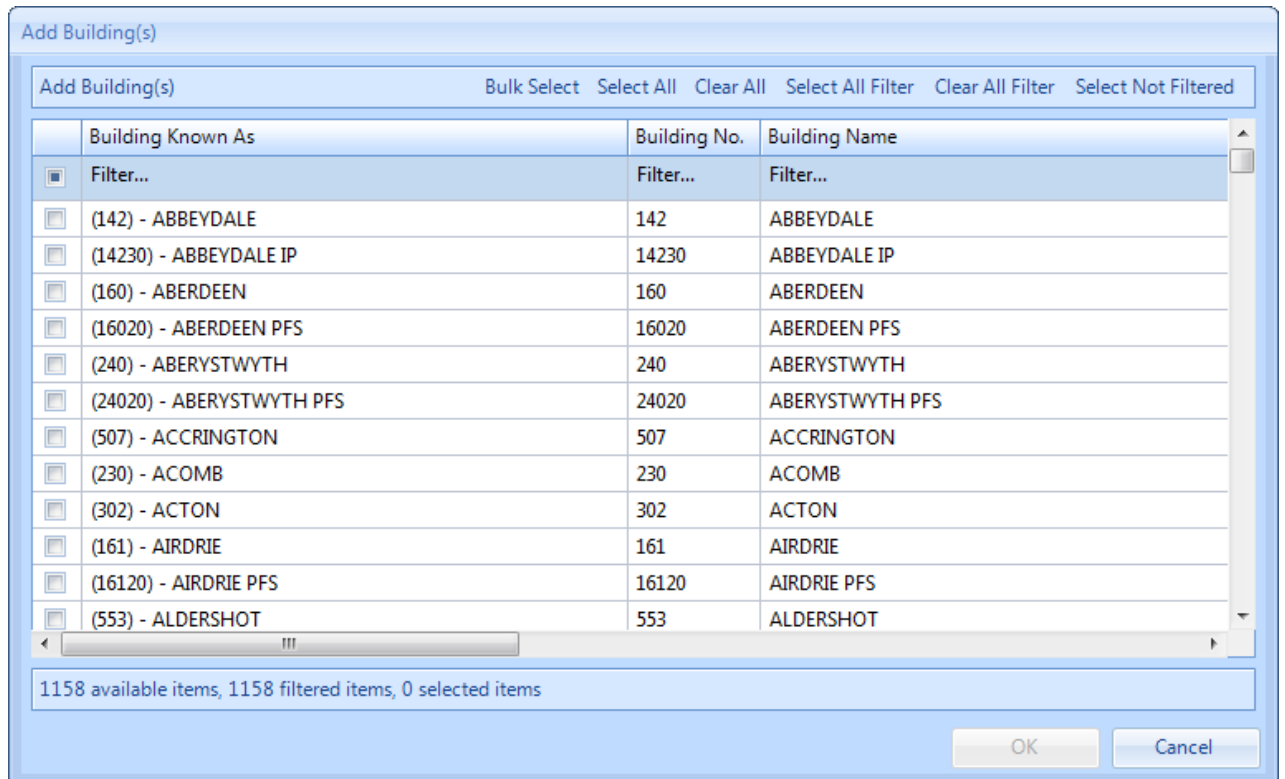 Add Building(s)
Add Building(s) Bulk Select Select All Clear All Select All Filter Clear All Filter Select Not Filtered
Building Known As Building No. Building Name
Filter... Filter... Filter...
(142) - ABBEYDALE 142 ABBEYDALE
(14230) - ABBEYDALE IP 14230 ABBEYDALE IP
(160) - ABERDEEN 160 ABERDEEN
(16020) - ABERDEEN PFS 16020 ABERDEEN PFS
(240) - ABERYSTWYTH 240 ABERYSTWYTH
(24020) - ABERYSTWYTH PFS 24020 ABERYSTWYTH PFS
(507) - ACCRINGTON 507 ACCRINGTON
(230) - ACOMB 230 ACOMB
(302) - ACTON 302 ACTON
(161) - AIRDRIE 161 AIRDRIE
(16120) - AIRDRIE PFS 16120 AIRDRIE PFS
(553) - ALDERSHOT 553 ALDERSHOT
1158 available items, 1158 filtered items, 0 selected items
OK Cancel